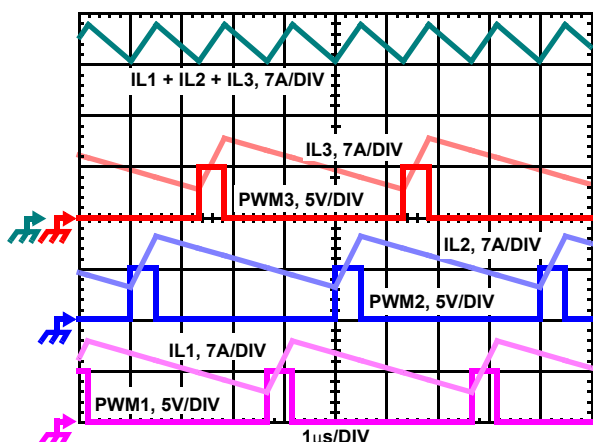 IL1 + IL2 + IL3, 7A/DIV
IL3, 7A/DIV
PWM3, 5V/DIV
IL2, 7A/DIV
PWM2, 5V/DIV
IL1, 7A/DIV
PWM1, 5V/DIV
1µs/DIV